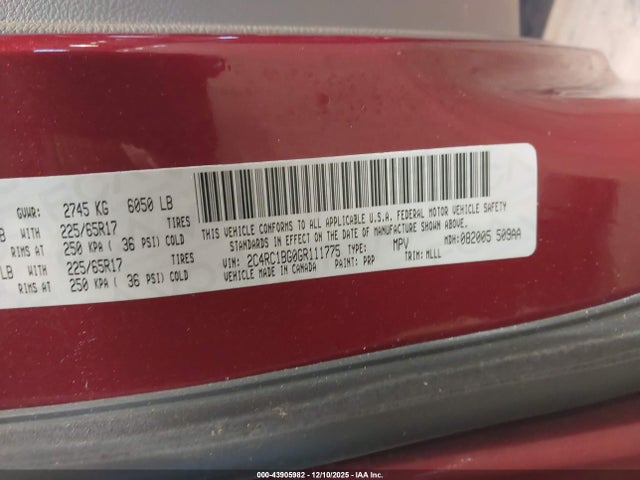 GVWR: 2745 KG 6050 LB
B WITH 225/65R17 TIRES
RIMS AT 250 KPA ( 36 PSI) COLD
LB WITH 225/65R17 TIRES
RIMS AT 250 KPA ( 36 PSI) COLD
THIS VEHICLE CONFORMS TO ALL APPLICABLE U.S.A. FEDERAL MOTOR VEHICLE SAFETY
STANDARDS IN EFFECT ON THE DATE OF MANUFACTURE SHOWN ABOVE.
VIN: 2C4RC1BG0GR111775 TYPE: MPV MDH: 082005 509AA
VEHICLE MADE IN CANADA PAINT: PRP TRIM: MLLL
000-43905982 - 12/10/2025 - IAA Inc.